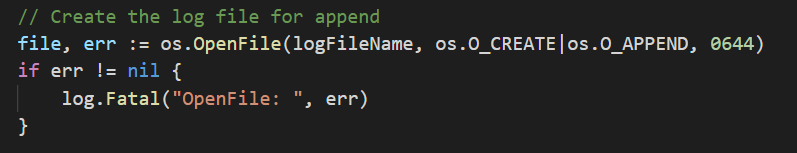 // Create the log file for append
file, err := os.OpenFile(logFileName, os.O_CREATE|os.O_APPEND, 0644)
if err != nil {
    log.Fatal("OpenFile: ", err)
}